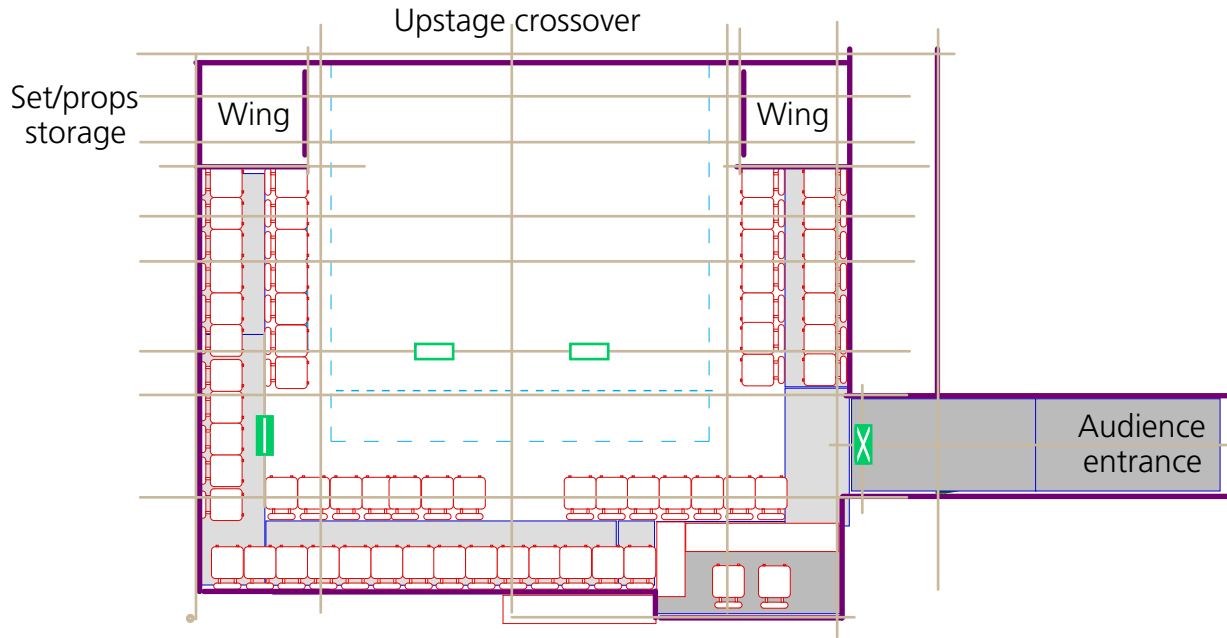 Upstage crossover
Set/props
storage
Wing
Wing
Audience
entrance